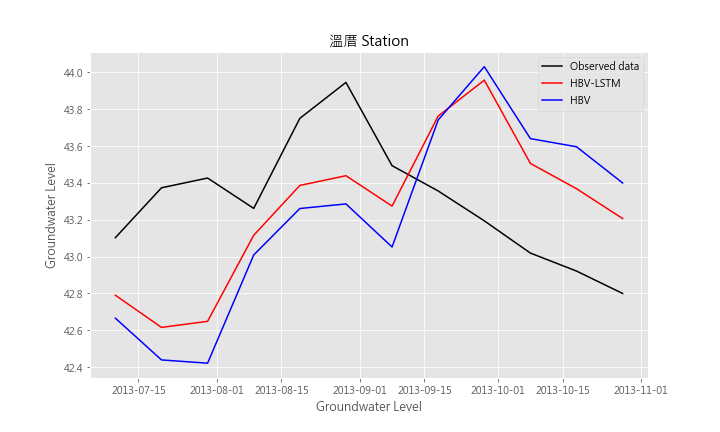 溫厝 Station
Observed data
HBV-LSTM
HBV
Groundwater Level
44.0
43.8
43.6
43.4
43.2
43.0
42.8
42.6
42.4
2013-07-15 2013-08-01 2013-08-15 2013-09-01 2013-09-15 2013-10-01 2013-10-15 2013-11-01
Groundwater Level